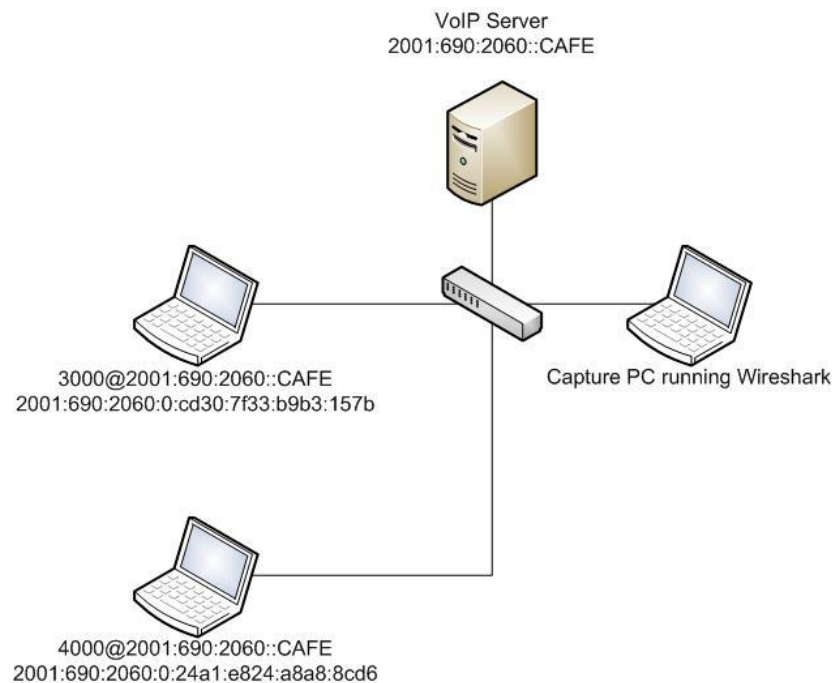 VoIP Server
2001:690:2060::CAFE
3000@2001:690:2060::CAFE
2001:690:2060:0:cd30:7f33:b9b3:157b
Capture PC running Wireshark
4000@2001:690:2060::CAFE
2001:690:2060:0:24a1:e824:a8a8:8cd6